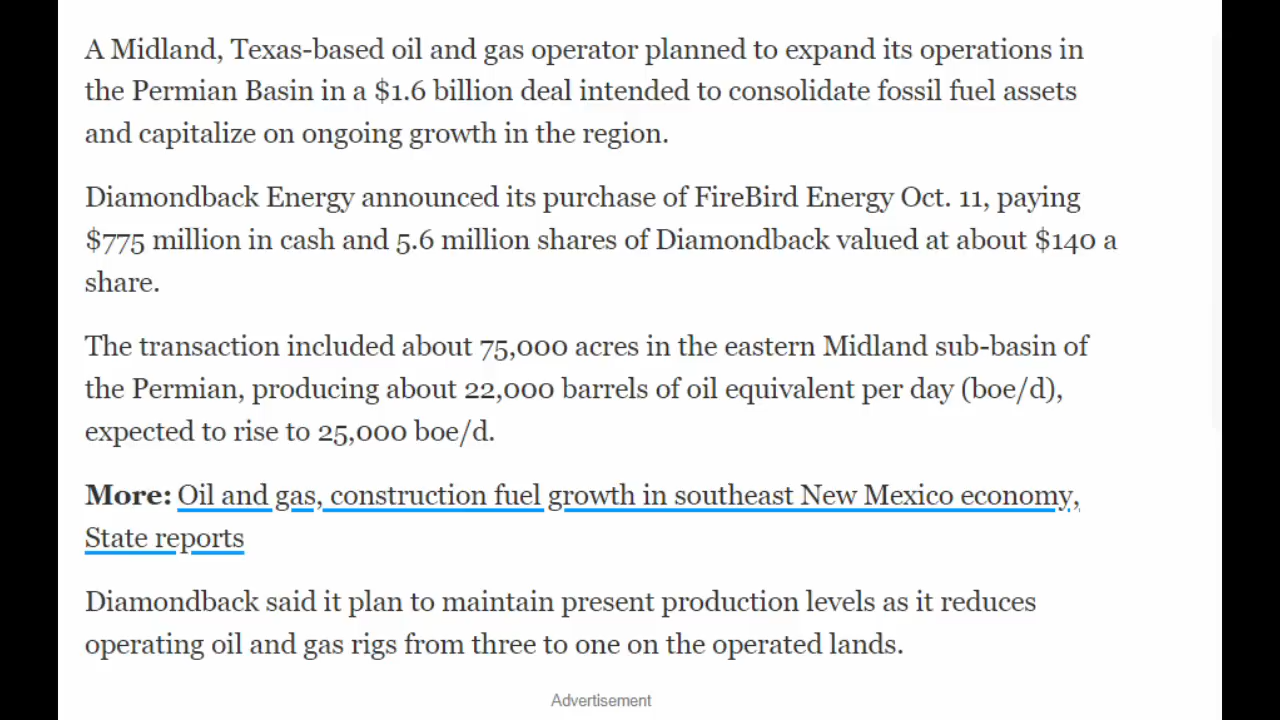 A Midland, Texas-based oil and gas operator planned to expand its operations in
the Permian Basin in a $1.6 billion deal intended to consolidate fossil fuel assets
and capitalize on ongoing growth in the region.
Diamondback Energy announced its purchase of FireBird Energy Oct. 11, paying
$775 million in cash and 5.6 million shares of Diamondback valued at about $140 a
share.
The transaction included about 75,000 acres in the eastern Midland sub-basin of
the Permian, producing about 22,000 barrels of oil equivalent per day (boe/d),
expected to rise to 25,000 boe/d.
More: Oil and gas, construction fuel growth in southeast New Mexico economy,
State reports
Diamondback said it plan to maintain present production levels as it reduces
operating oil and gas rigs from three to one on the operated lands.
Advertisement